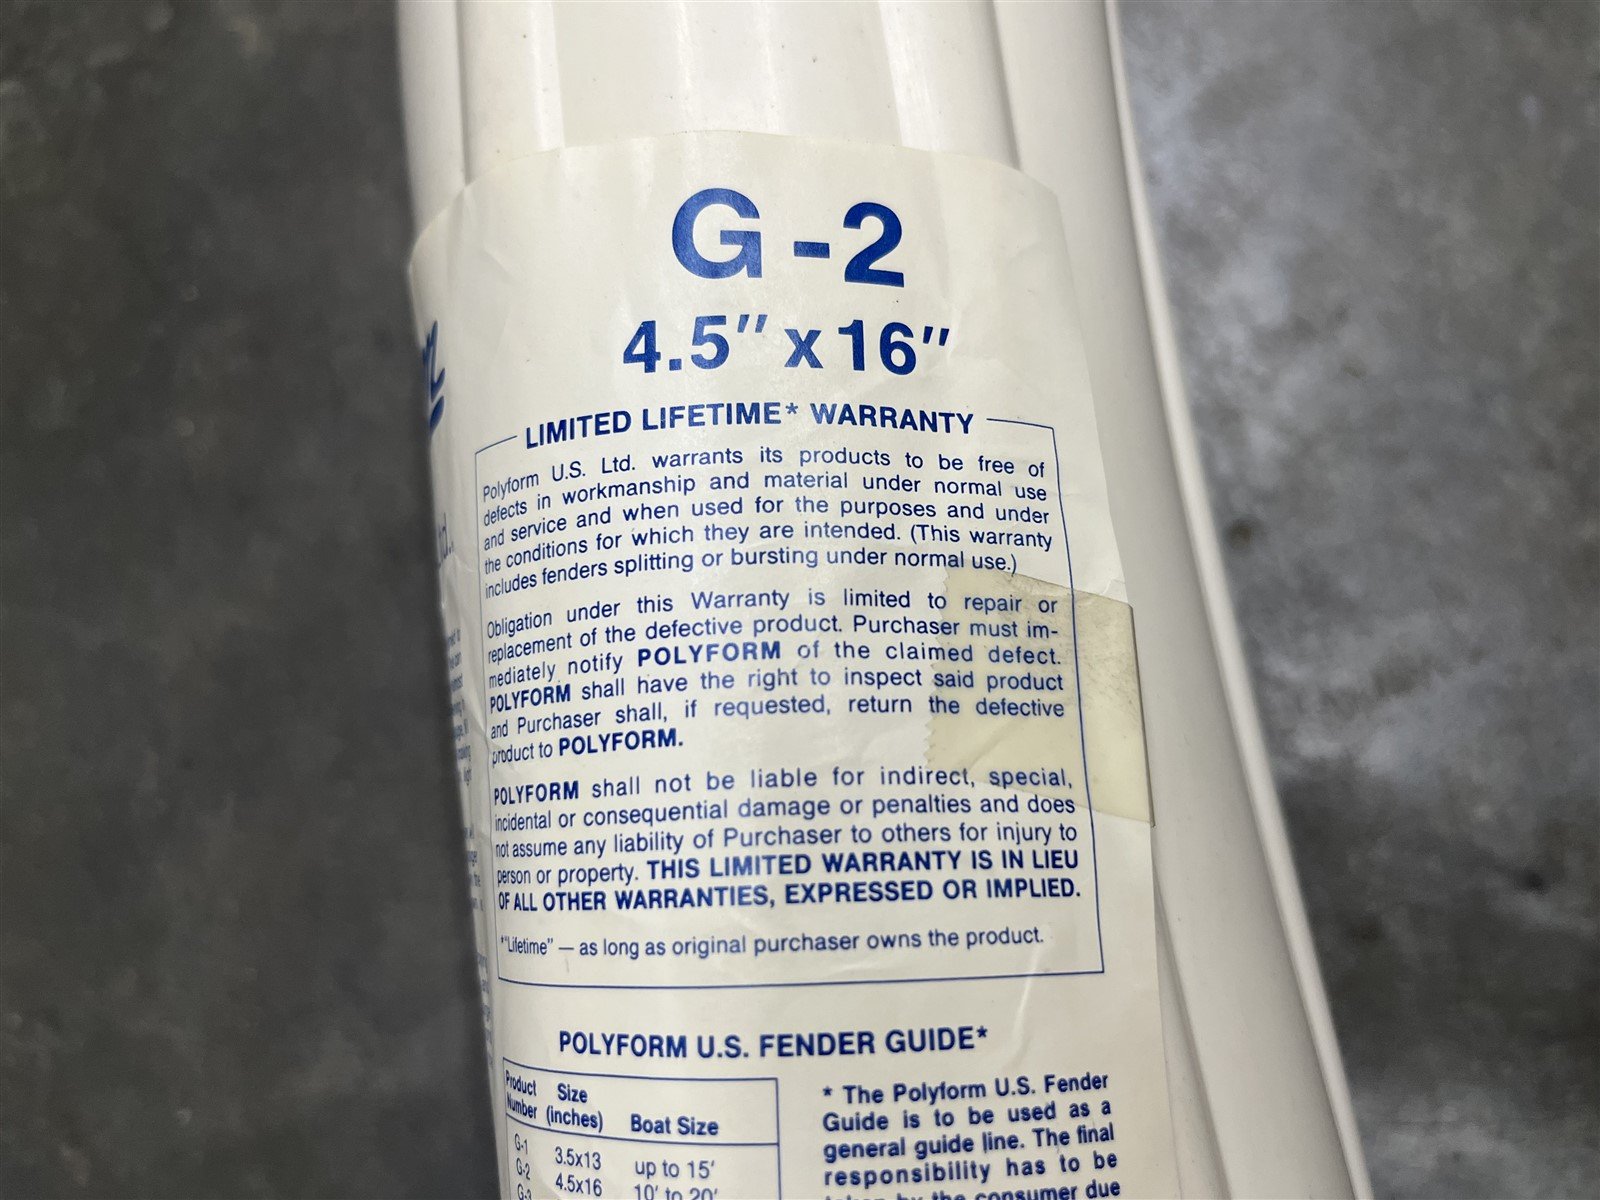 G-2
4.5" x 16"
LIMITED LIFETIME* WARRANTY
Polyform U.S. Ltd. warrants its products to be free of
defects in workmanship and material under normal use
and service and when used for the purposes and under
the conditions for which they are intended. (This warranty
includes fenders splitting or bursting under normal use.)
Obligation under this Warranty is limited to repair or
replacement of the defective product. Purchaser must im-
mediately notify POLYFORM of the claimed defect.
POLYFORM shall have the right to inspect said product
and Purchaser shall, if requested, return the defective
product to POLYFORM.
POLYFORM shall not be liable for indirect, special,
incidental or consequential damage or penalties and does
not assume any liability of Purchaser to others for injury to
person or property. THIS LIMITED WARRANTY IS IN LIEU
OF ALL OTHER WARRANTIES, EXPRESSED OR IMPLIED.
*"Lifetime" — as long as original purchaser owns the product.
POLYFORM U.S. FENDER GUIDE*
Product Number Size (inches) Boat Size
G-1 3.5x13 up to 15'
G-2 4.5x16 10' to 20'
G-3
* The Polyform U.S. Fender
Guide is to be used as a
general guide line. The final
responsibility has to be
by the consumer due